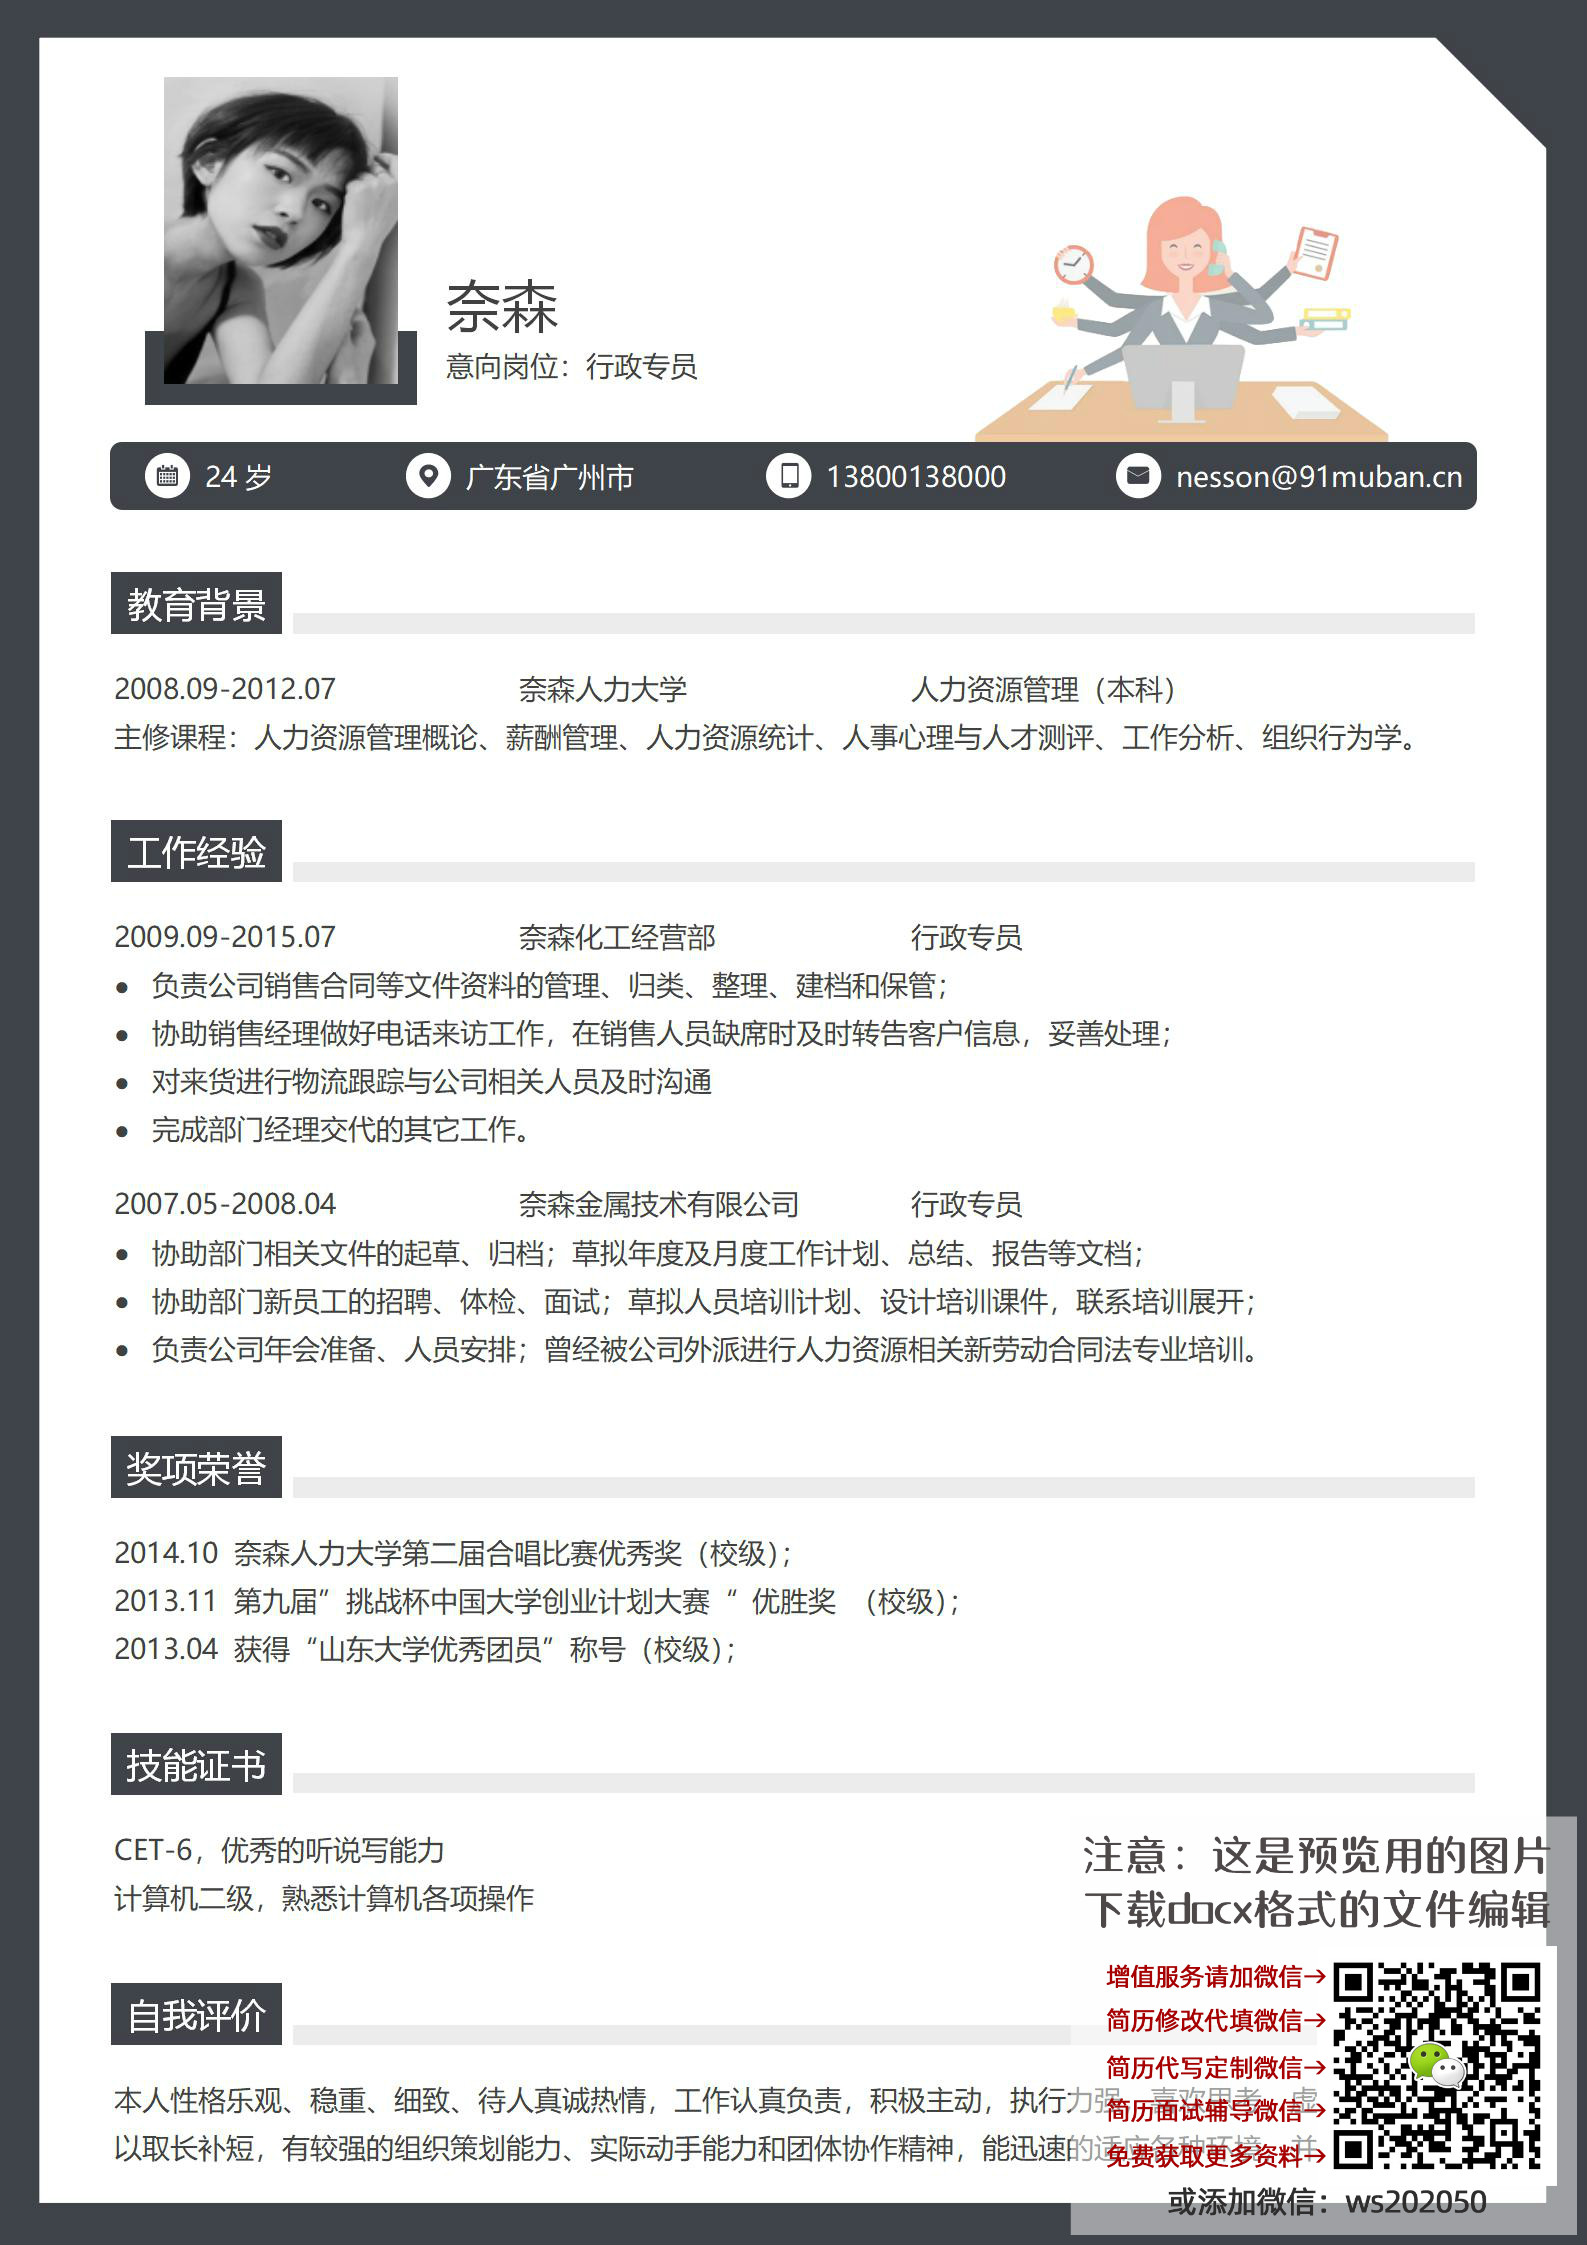 奈森
意向岗位：行政专员
24 岁
广东省广州市
13800138000
nesson@91muban.cn
教育背景
2008.09-2012.07 奈森人力大学 人力资源管理（本科）
主修课程：人力资源管理概论、薪酬管理、人力资源统计、人事心理与人才测评、工作分析、组织行为学。
工作经验
2009.09-2015.07 奈森化工经营部 行政专员
● 负责公司销售合同等文件资料的管理、归类、整理、建档和保管；
● 协助销售经理做好电话来访工作，在销售人员缺席时及时转告客户信息，妥善处理；
● 对来货进行物流跟踪与公司相关人员及时沟通
● 完成部门经理交代的其它工作。
2007.05-2008.04 奈森金属技术有限公司 行政专员
● 协助部门相关文件的起草、归档；草拟年度及月度工作计划、总结、报告等文档；
● 协助部门新员工的招聘、体检、面试；草拟人员培训计划、设计培训课件，联系培训展开；
● 负责公司年会准备、人员安排；曾经被公司外派进行人力资源相关新劳动合同法专业培训。
奖项荣誉
2014.10 奈森人力大学第二届合唱比赛优秀奖（校级）；
2013.11 第九届”挑战杯中国大学创业计划大赛“ 优胜奖 （校级）；
2013.04 获得“山东大学优秀团员”称号（校级）；
技能证书
CET-6，优秀的听说写能力
计算机二级，熟悉计算机各项操作
自我评价
本人性格乐观、稳重、细致、待人真诚热情，工作认真负责，积极主动，执行力强，喜欢思考，虚
以取长补短，有较强的组织策划能力、实际动手能力和团体协作精神，能迅速的适应各种环境，并
注意：这是预览用的图片
下载docx格式的文件编辑
增值服务请加微信→
简历修改代填微信→
简历代写定制微信→
简历面试辅导微信→
免费获取更多资料→
或添加微信：ws202050